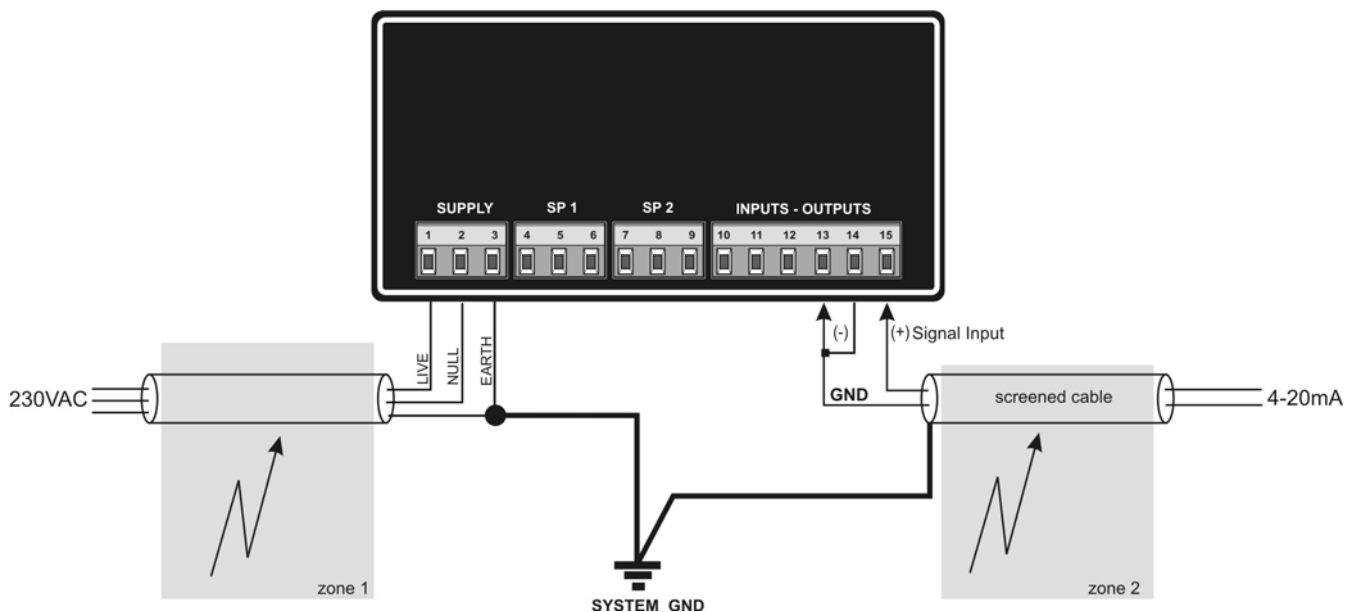 SUPPLY SP 1 SP 2 INPUTS - OUTPUTS
1 2 3 4 5 6 7 8 9 10 11 12 13 14 15
LIVE
NULL
EARTH
(-)
(+) Signal Input
230VAC
GND
screened cable
4-20mA
zone 1
zone 2
SYSTEM GND